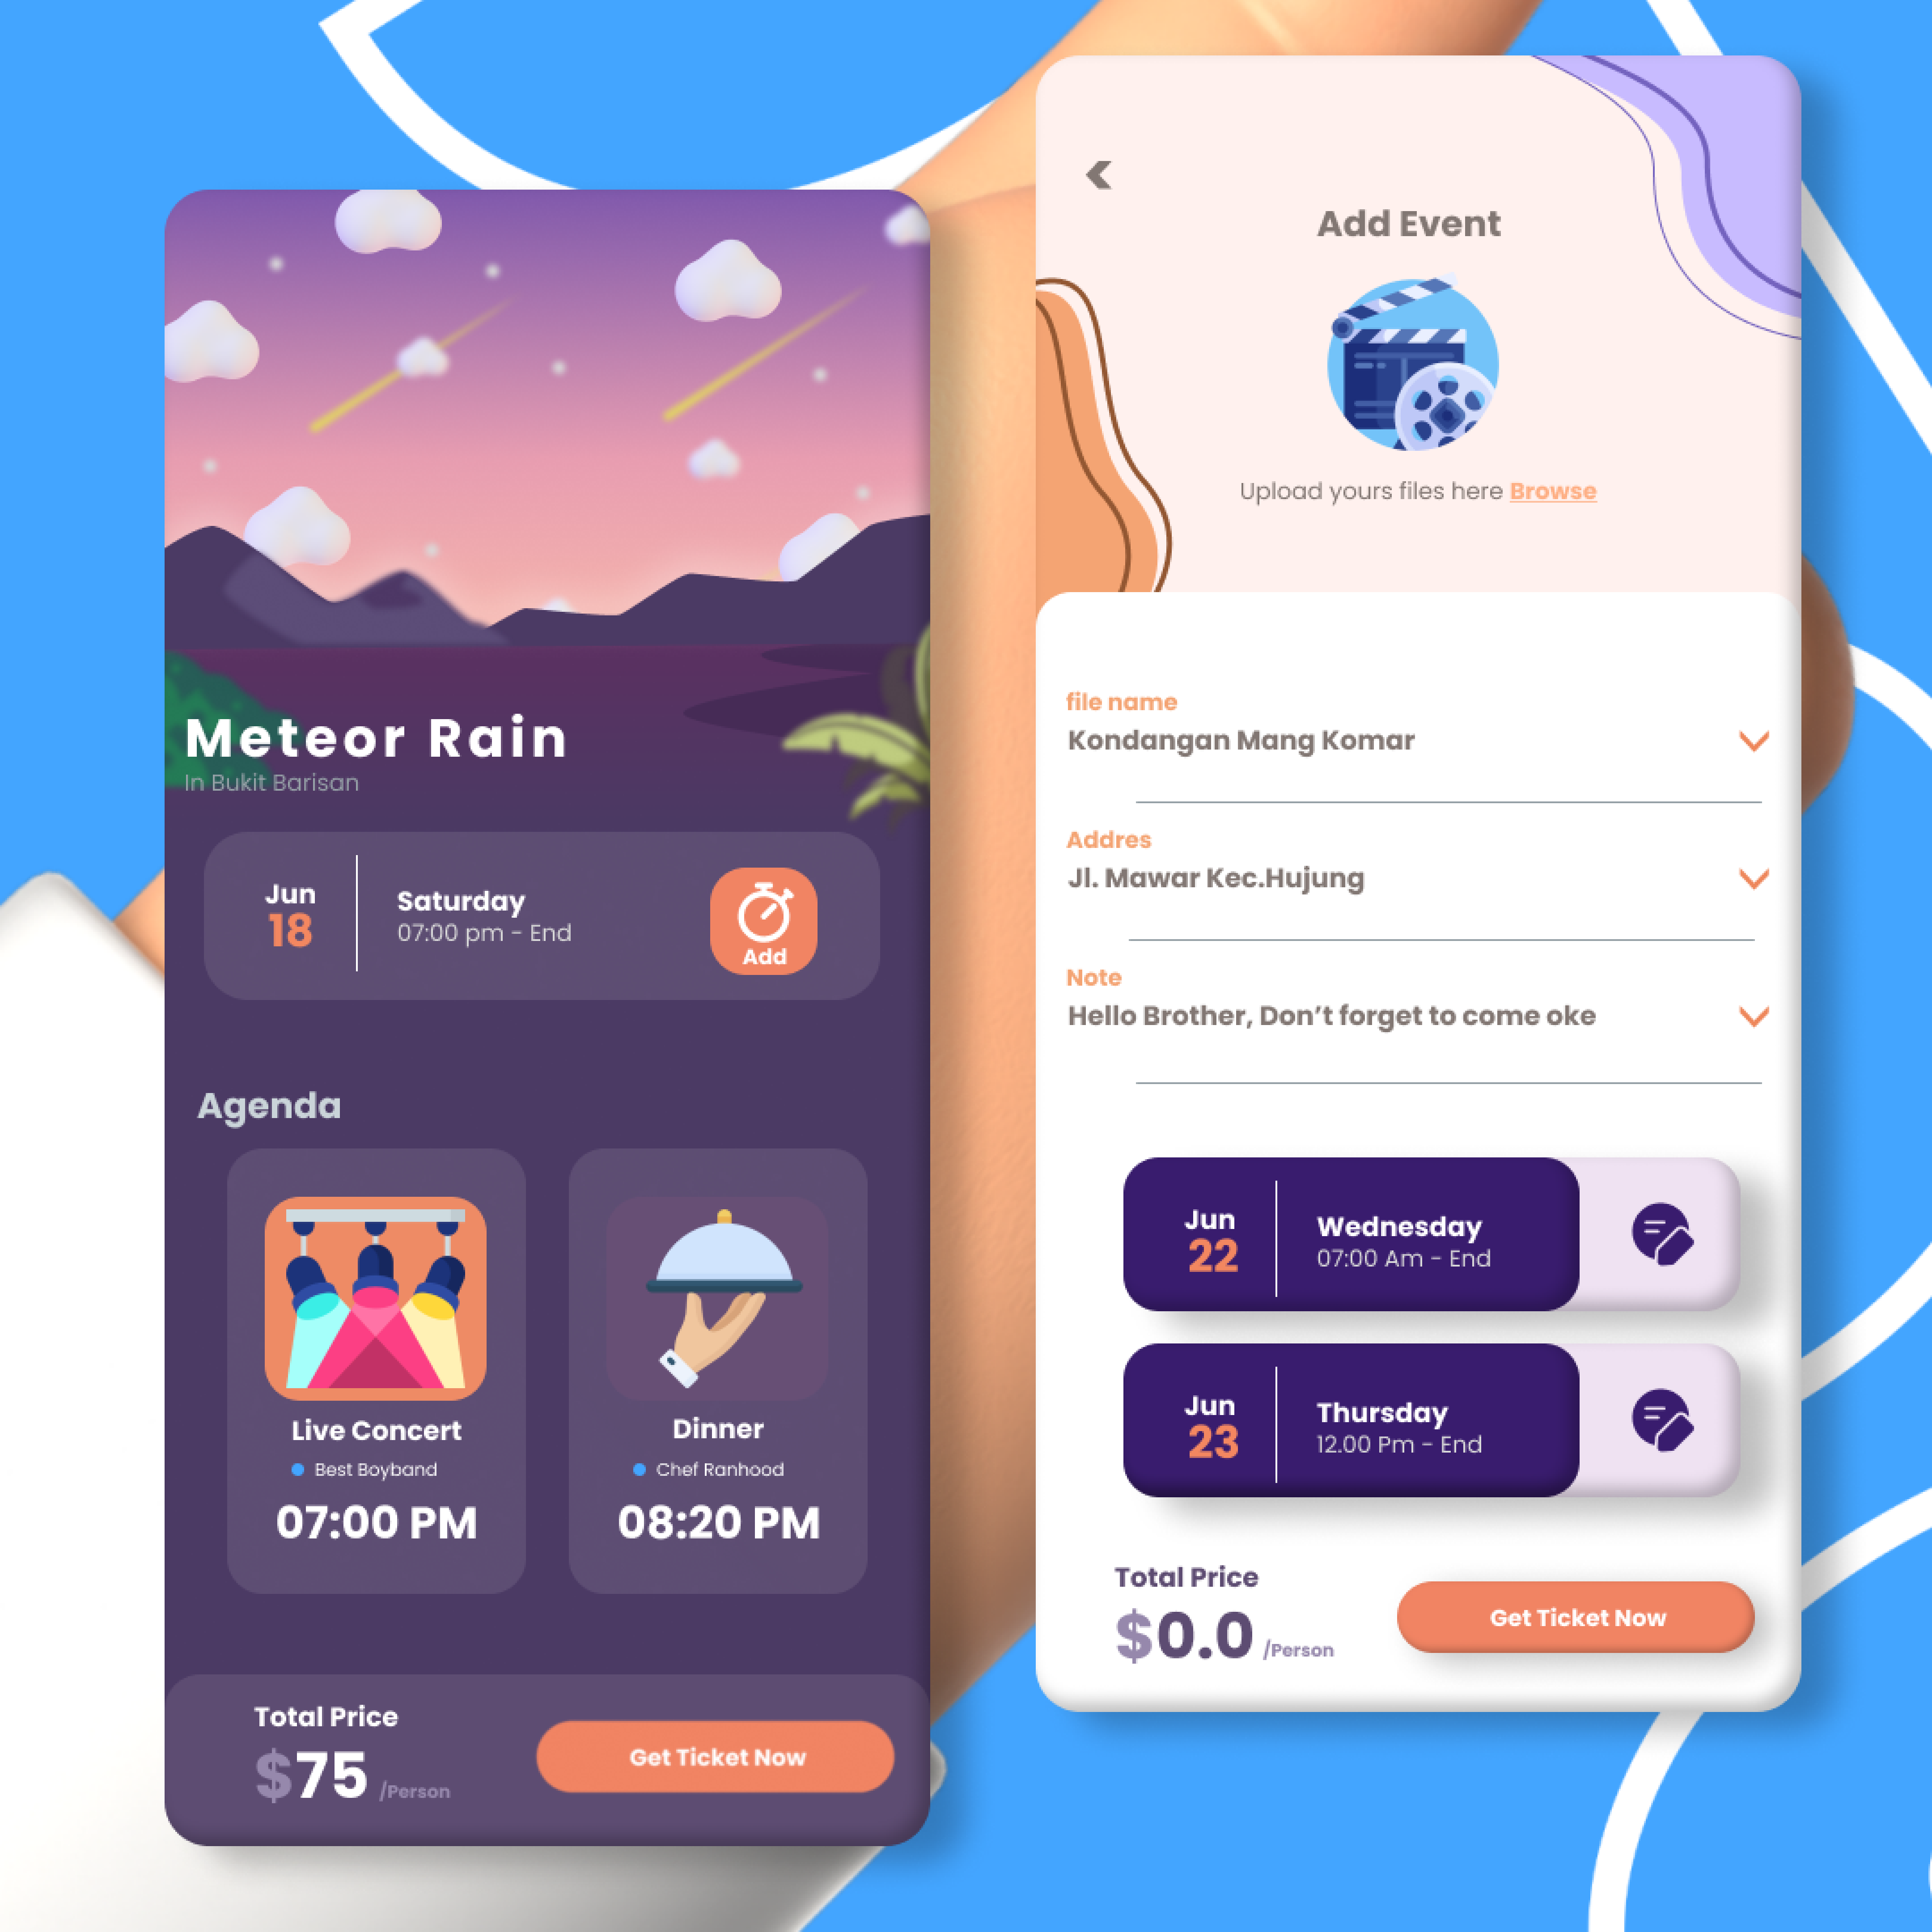 Meteor Rain
In Bukit Barisan
Jun
18
Saturday
07:00 pm - End
Add
Agenda
Live Concert
Best Boyband
07:00 PM
Dinner
Chef Ranhood
08:20 PM
Total Price
$75 /Person
Get Ticket Now
Add Event
Upload yours files here Browse
file name
Kondangan Mang Komar
Addres
Jl. Mawar Kec.Hujung
Note
Hello Brother, Don't forget to come oke
Jun
22
Wednesday
07:00 Am - End
Jun
23
Thursday
12.00 Pm - End
Total Price
$0.0 /Person
Get Ticket Now